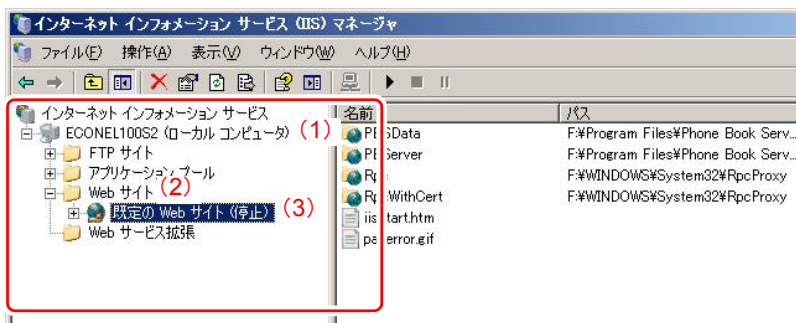 インターネット インフォメーション サービス (IIS) マネージャ
ファイル(F) 操作(A) 表示(V) ウィンドウ(W) ヘルプ(H)
インターネット インフォメーション サービス
ECONEL100S2 (ローカル コンピュータ) (1)
FTP サイト
アプリケーション プール
Web サイト (2)
既定の Web サイト (停止) (3)
Web サービス拡張
名前 パス
PBSData F:¥Program Files¥Phone Book Serv...
PBServer F:¥Program Files¥Phone Book Serv...
Rpc F:¥WINDOWS¥System32¥RpcProxy
RpcWithCert F:¥WINDOWS¥System32¥RpcProxy
iisstart.htm
pagerror.gif